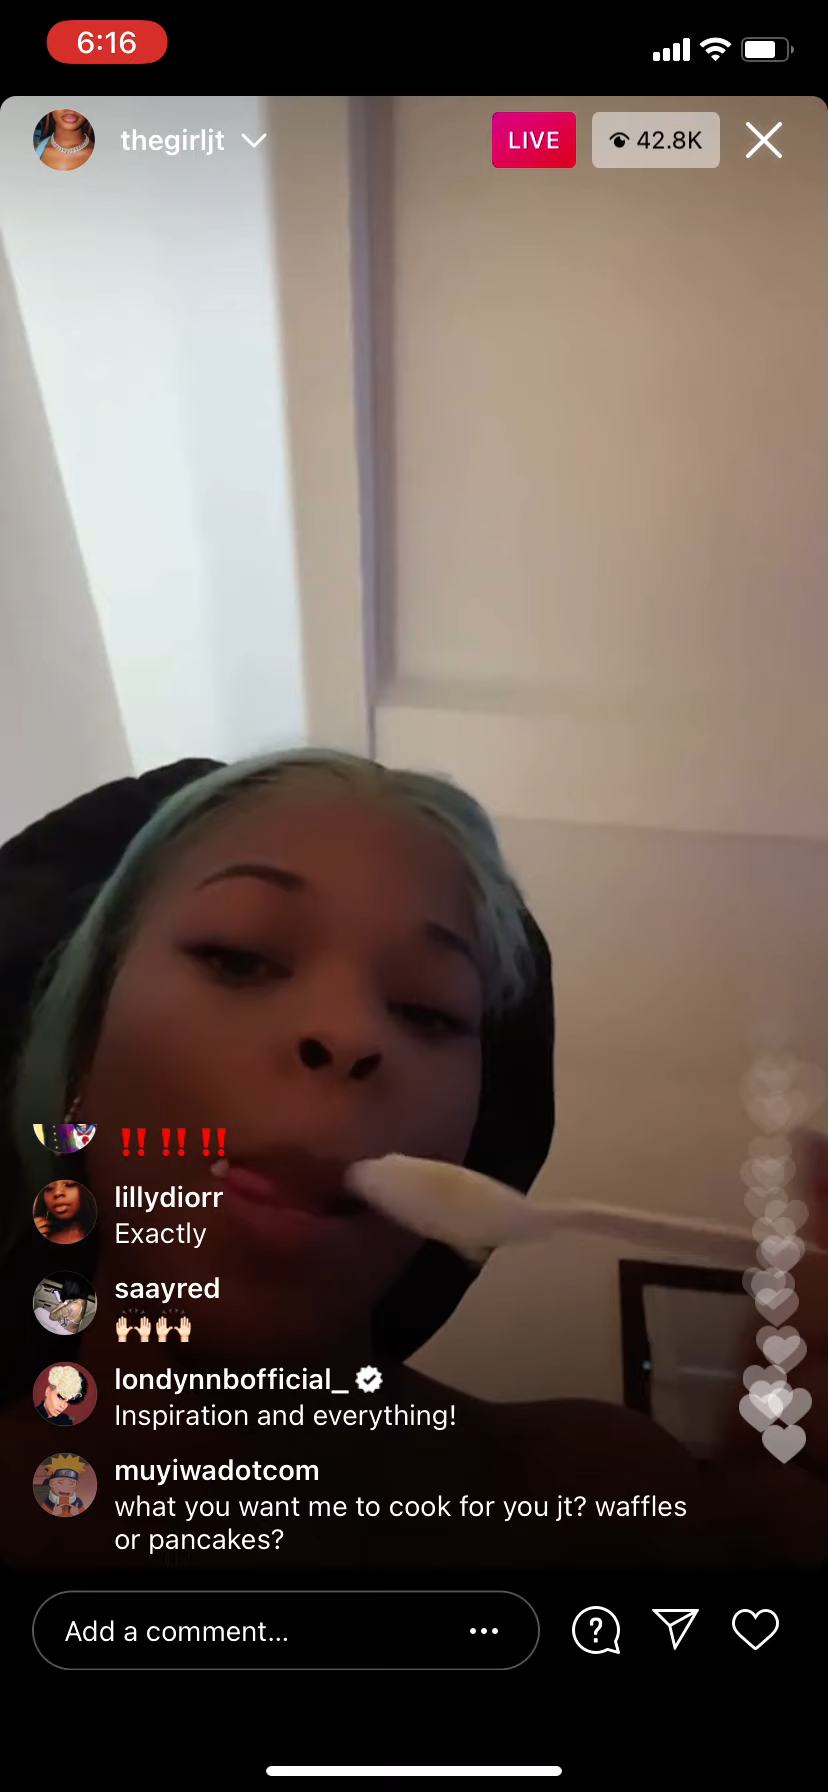 6:16
thegirljt
LIVE
42.8K
‼️ ‼️ ‼️
lillydiorr
Exactly
saayred
🙌🏻🙌🏻
londynnbofficial_
Inspiration and everything!
muyiwadotcom
what you want me to cook for you jt? waffles
or pancakes?
Add a comment...